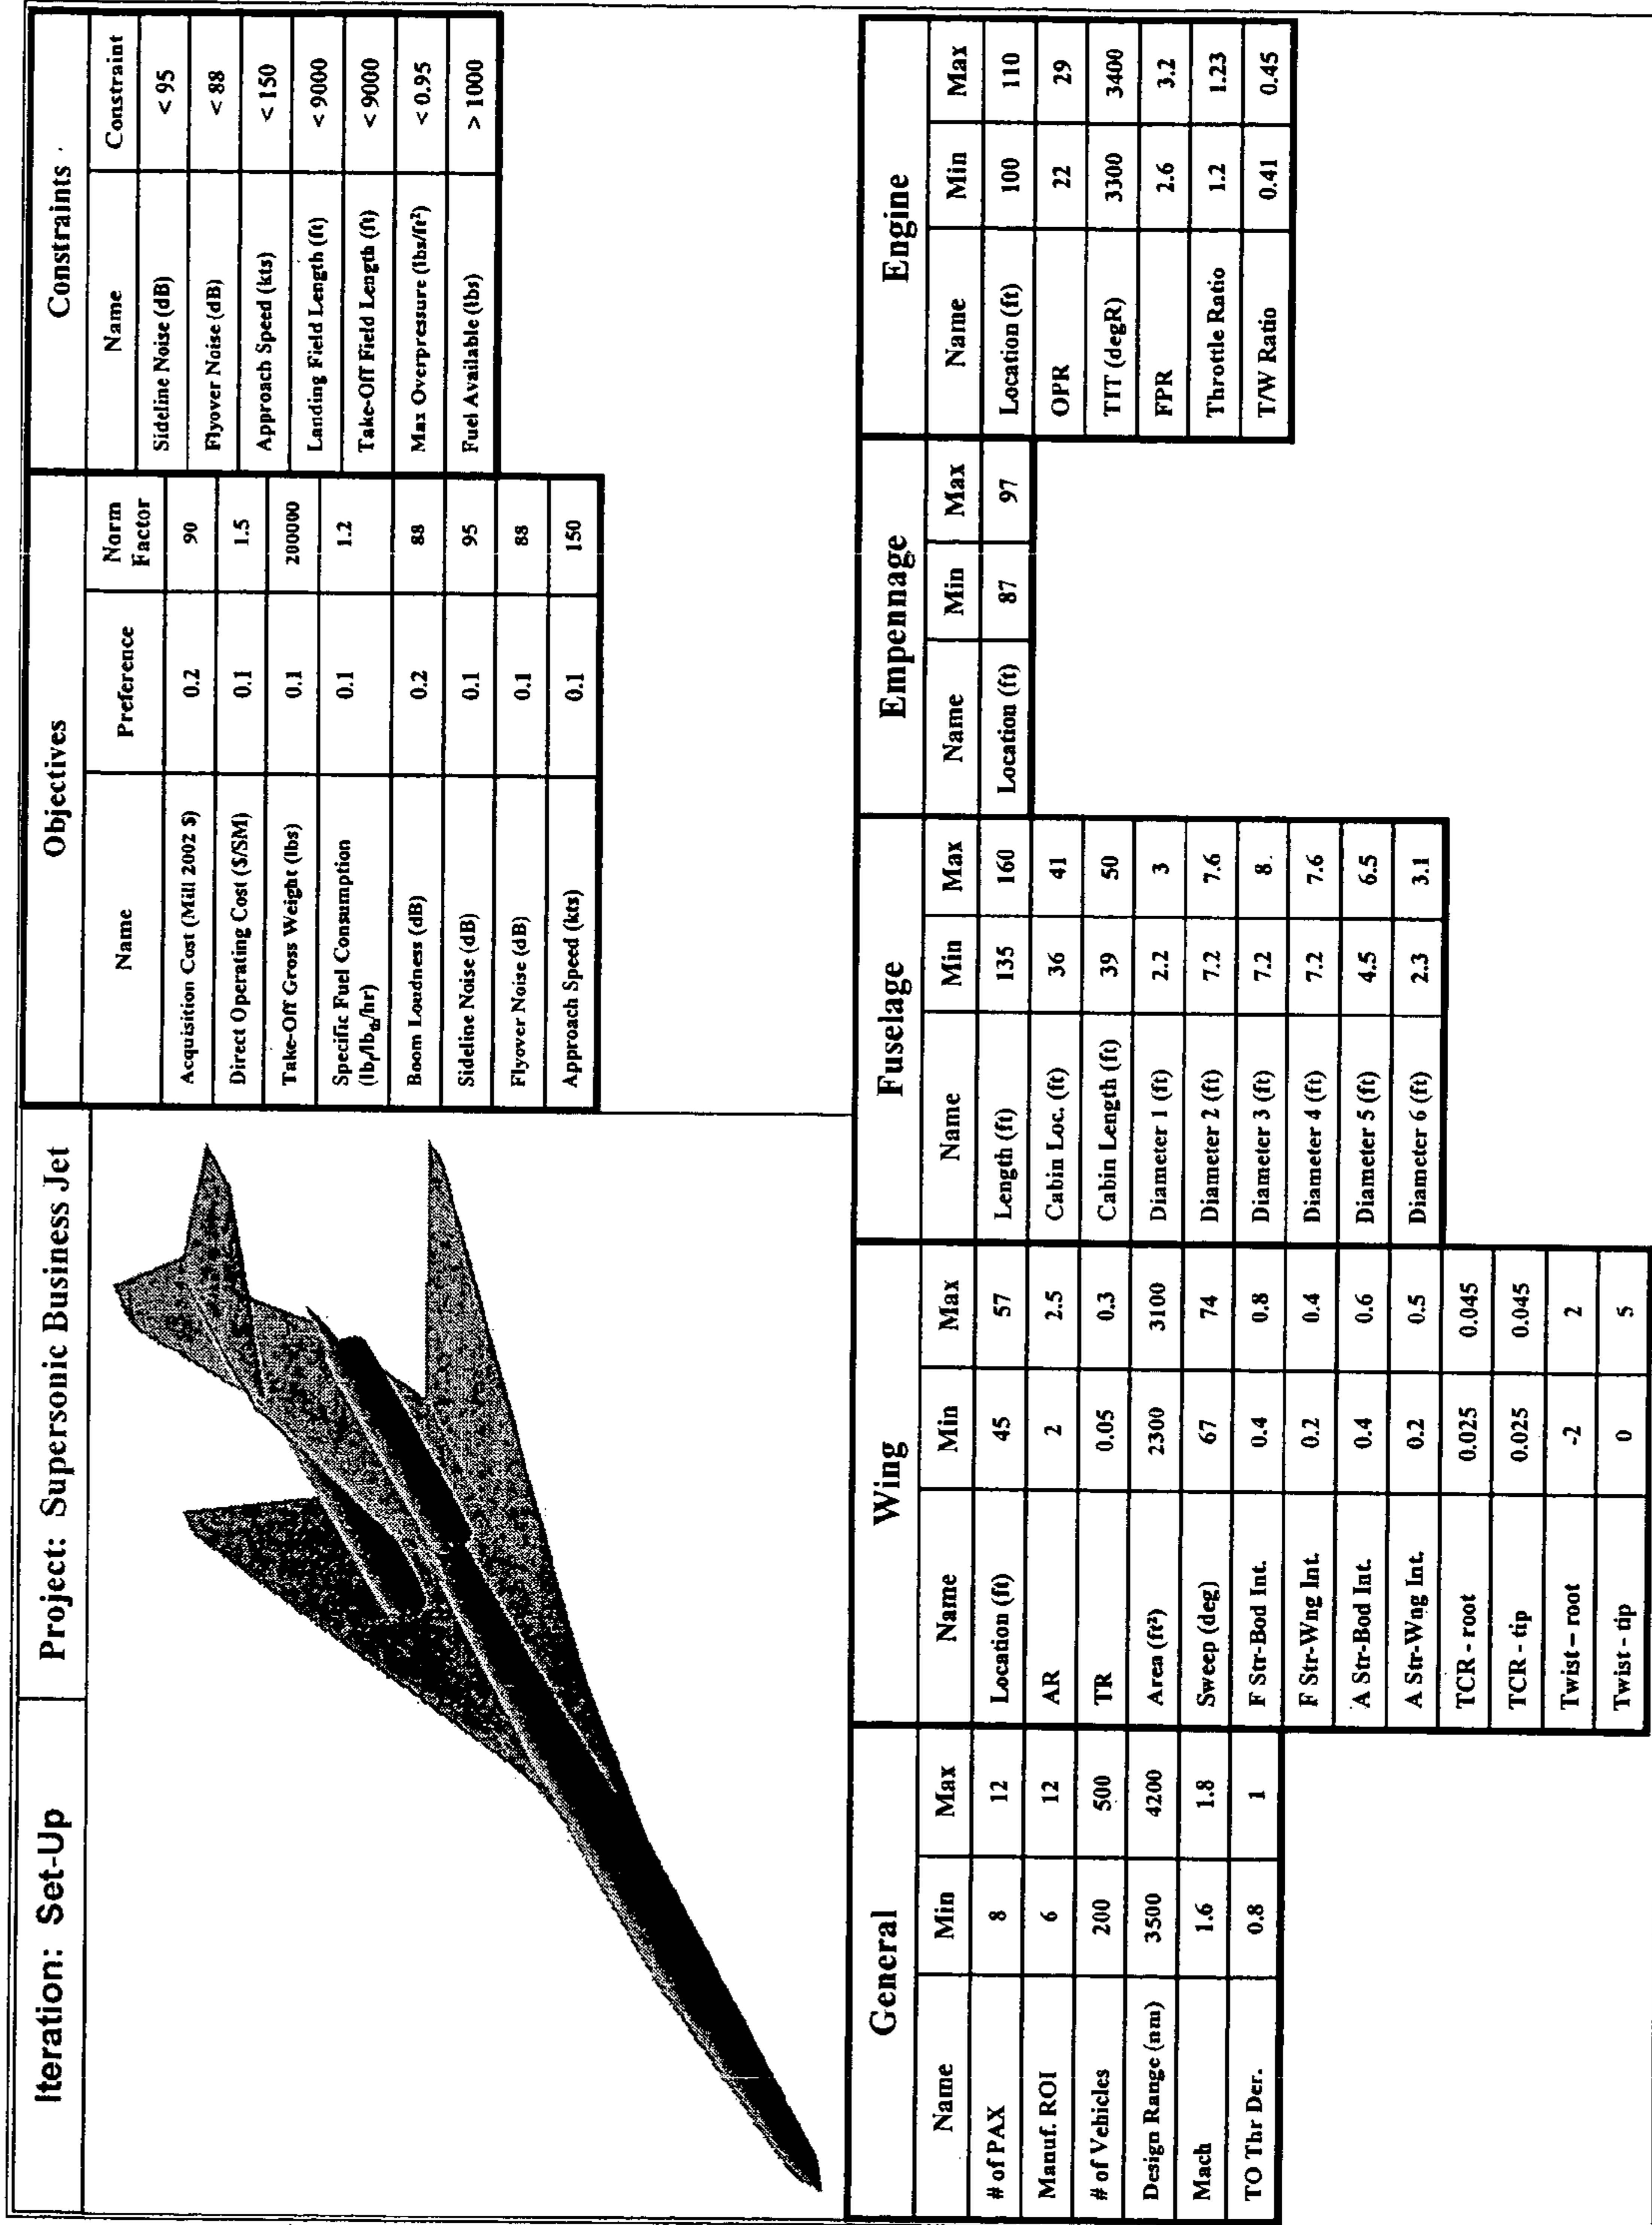 Iteration: Set-Up
Project: Supersonic Business Jet
Objectives
Name Preference Norm Factor
Acquisition Cost (Mill 2002 $) 0.2 90
Direct Operating Cost ($/SM) 0.1 1.5
Take-Off Gross Weight (lbs) 0.1 200000
Specific Fuel Consumption 0.1 1.2
(lbf/lbth/hr)
Boom Loudness (dB) 0.2 88
Sideline Noise (dB) 0.1 95
Flyover Noise (dB) 0.1 88
Approach Speed (kts) 0.1 150
Constraints
Name Constraint
Sideline Noise (dB) < 95
Flyover Noise (dB) < 88
Approach Speed (kts) < 150
Landing Field Length (ft) < 9000
Take-Off Field Length (ft) < 9000
Max Overpressure (lbs/ft²) < 0.95
Fuel Available (lbs) > 1000
General
Name Min Max
# of PAX 8 12
Manuf. ROI 6 12
# of Vehicles 200 500
Design Range (nm) 3500 4200
Mach 1.6 1.8
TO Thr Der. 0.8 1
Wing
Name Min Max
Location (ft) 45 57
AR 2 2.5
TR 0.05 0.3
Area (ft²) 2300 3100
Sweep (deg) 67 74
F Str-Bod Int. 0.4 0.8
F Str-Wng Int. 0.2 0.4
A Str-Bod Int. 0.4 0.6
A Str-Wng Int. 0.2 0.5
TCR - root 0.025 0.045
TCR - tip 0.025 0.045
Twist – root -2 2
Twist - tip 0 5
Fuselage
Name Min Max
Length (ft) 135 160
Cabin Loc. (ft) 36 41
Cabin Length (ft) 39 50
Diameter 1 (ft) 2.2 3
Diameter 2 (ft) 7.2 7.6
Diameter 3 (ft) 7.2 8
Diameter 4 (ft) 7.2 7.6
Diameter 5 (ft) 4.5 6.5
Diameter 6 (ft) 2.3 3.1
Empennage
Name Min Max
Location (ft) 87 97
Engine
Name Min Max
Location (ft) 100 110
OPR 22 29
TIT (degR) 3300 3400
FPR 2.6 3.2
Throttle Ratio 1.2 1.23
T/W Ratio 0.41 0.45